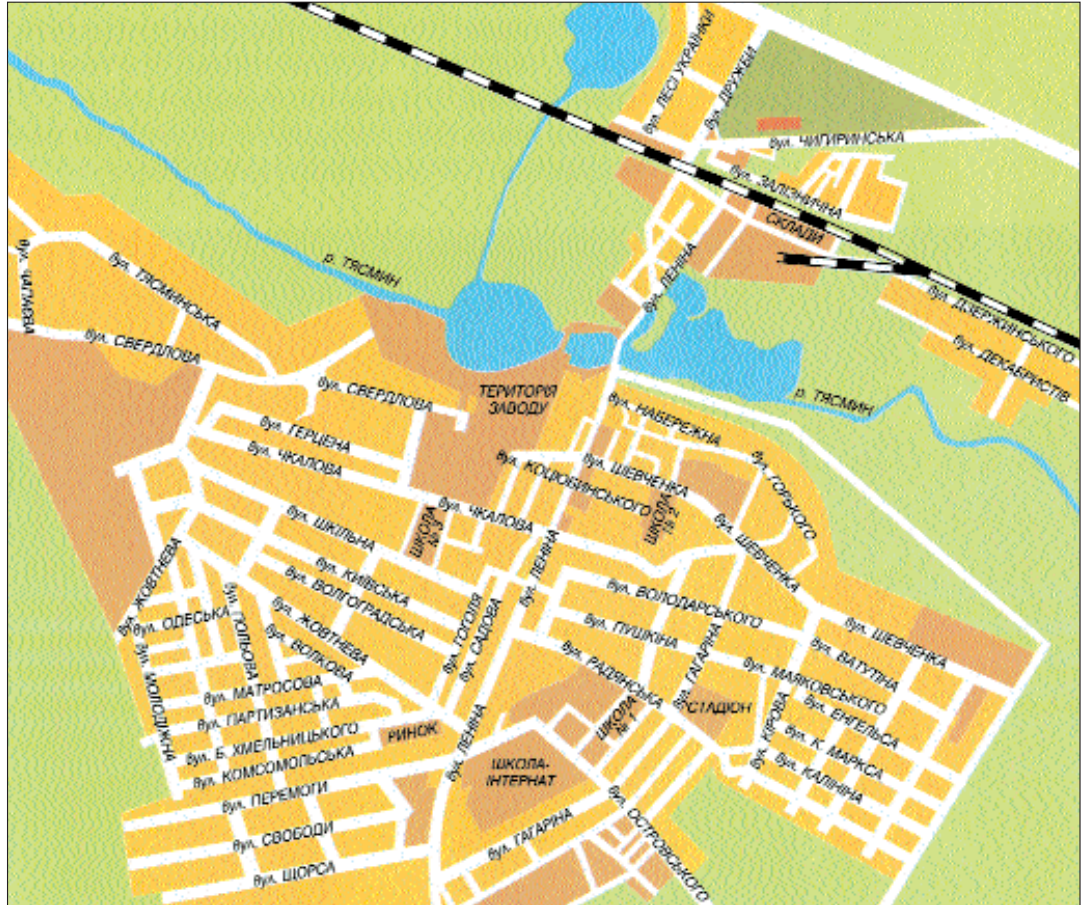 вул. ЛЕСІ УКРАЇНКИ
вул. ДРУЖБИ
вул. ЧИГИРИНСЬКА
вул. ЗАЛІЗНИЧНА
СКЛАДИ
вул. ЛЕНІНА
р. ТЯСМИН
вул. ЧАПАЄВА
вул. ТЯСМИНСЬКА
вул. ДЗЕРЖИНСЬКОГО
вул. ДЕКАБРИСТІВ
вул. СВЕРДЛОВА
вул. СВЕРДЛОВА
ТЕРИТОРІЯ
ЗАВОДУ
р. ТЯСМИН
вул. НАБЕРЕЖНА
вул. ГЕРЦЕНА
вул. ЧКАЛОВА
вул. КОЦЮБИНСЬКОГО
вул. ШЕВЧЕНКА
вул. ГОРЬКОГО
ШКОЛА
№ 2
вул. ЧКАЛОВА
ШКОЛА
№ 3
вул. ШЕВЧЕНКА
вул. ШКІЛЬНА
вул. КИЇВСЬКА
вул. ВОЛГОГРАДСЬКА
вул. ЛЕНІНА
вул. ЖОВТНЕВА
вул. ОДЕСЬКА
вул. ПОЛЬОВА
вул. ЖОВТНЕВА
вул. ВОЛКОВА
вул. ГОГОЛЯ
вул. САДОВА
вул. ВОЛОДАРСЬКОГО
вул. ПУШКІНА
вул. РАДЯНСЬКА
вул. ГАГАРІНА
вул. ШЕВЧЕНКА
вул. ВАТУТІНА
вул. МАЯКОВСЬКОГО
вул. ЕНГЕЛЬСА
вул. К. МАРКСА
вул. КАЛІНІНА
вул. КІРОВА
СТАДІОН
ШКОЛА
№ 1
вул. МОЛОДІЖНА
вул. МАТРОСОВА
вул. ПАРТИЗАНСЬКА
вул. Б. ХМЕЛЬНИЦЬКОГО
вул. КОМСОМОЛЬСЬКА
РИНОК
вул. ЛЕНІНА
ШКОЛА-
ІНТЕРНАТ
вул. ПЕРЕМОГИ
вул. СВОБОДИ
вул. ЩОРСА
вул. ГАГАРІНА
вул. ОСТРОВСЬКОГО